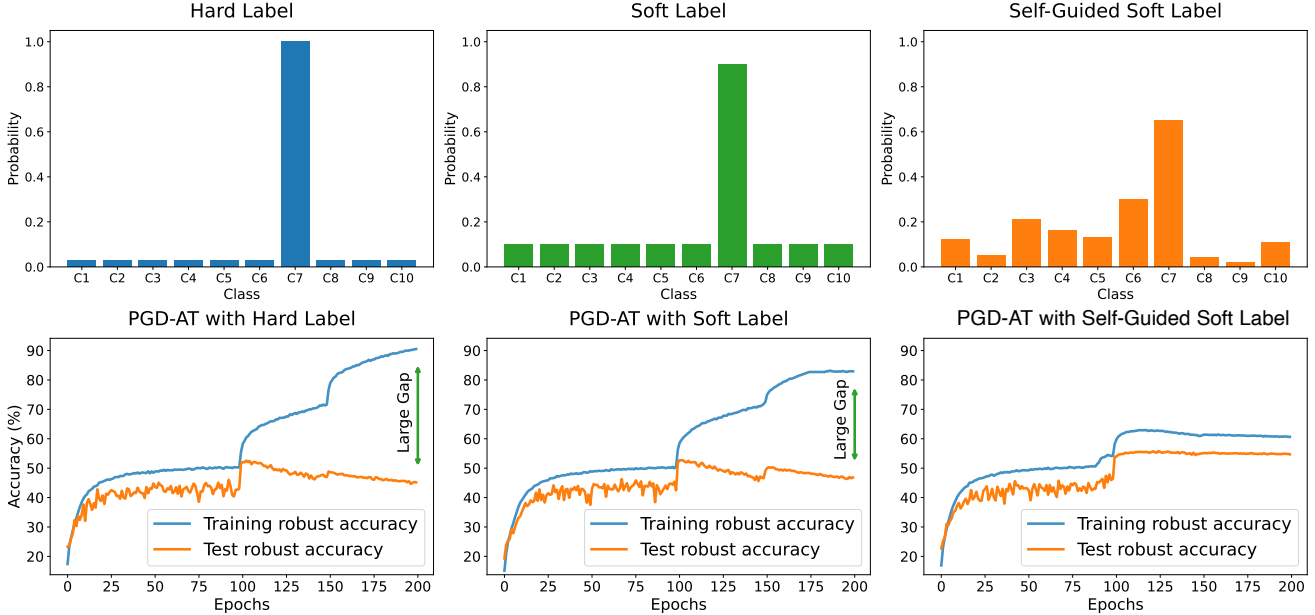 Hard Label
Soft Label
Self-Guided Soft Label
Probability
1.0
0.8
0.6
0.4
0.2
0.0
C1 C2 C3 C4 C5 C6 C7 C8 C9 C10
Class
Probability
1.0
0.8
0.6
0.4
0.2
0.0
C1 C2 C3 C4 C5 C6 C7 C8 C9 C10
Class
Probability
1.0
0.8
0.6
0.4
0.2
0.0
C1 C2 C3 C4 C5 C6 C7 C8 C9 C10
Class
PGD-AT with Hard Label
Accuracy (%)
90
80
70
60
50
40
30
20
Large Gap
Training robust accuracy
Test robust accuracy
0 25 50 75 100 125 150 175 200
Epochs
PGD-AT with Soft Label
90
80
70
60
50
40
30
20
Large Gap
Training robust accuracy
Test robust accuracy
0 25 50 75 100 125 150 175 200
Epochs
PGD-AT with Self-Guided Soft Label
90
80
70
60
50
40
30
20
Training robust accuracy
Test robust accuracy
0 25 50 75 100 125 150 175 200
Epochs